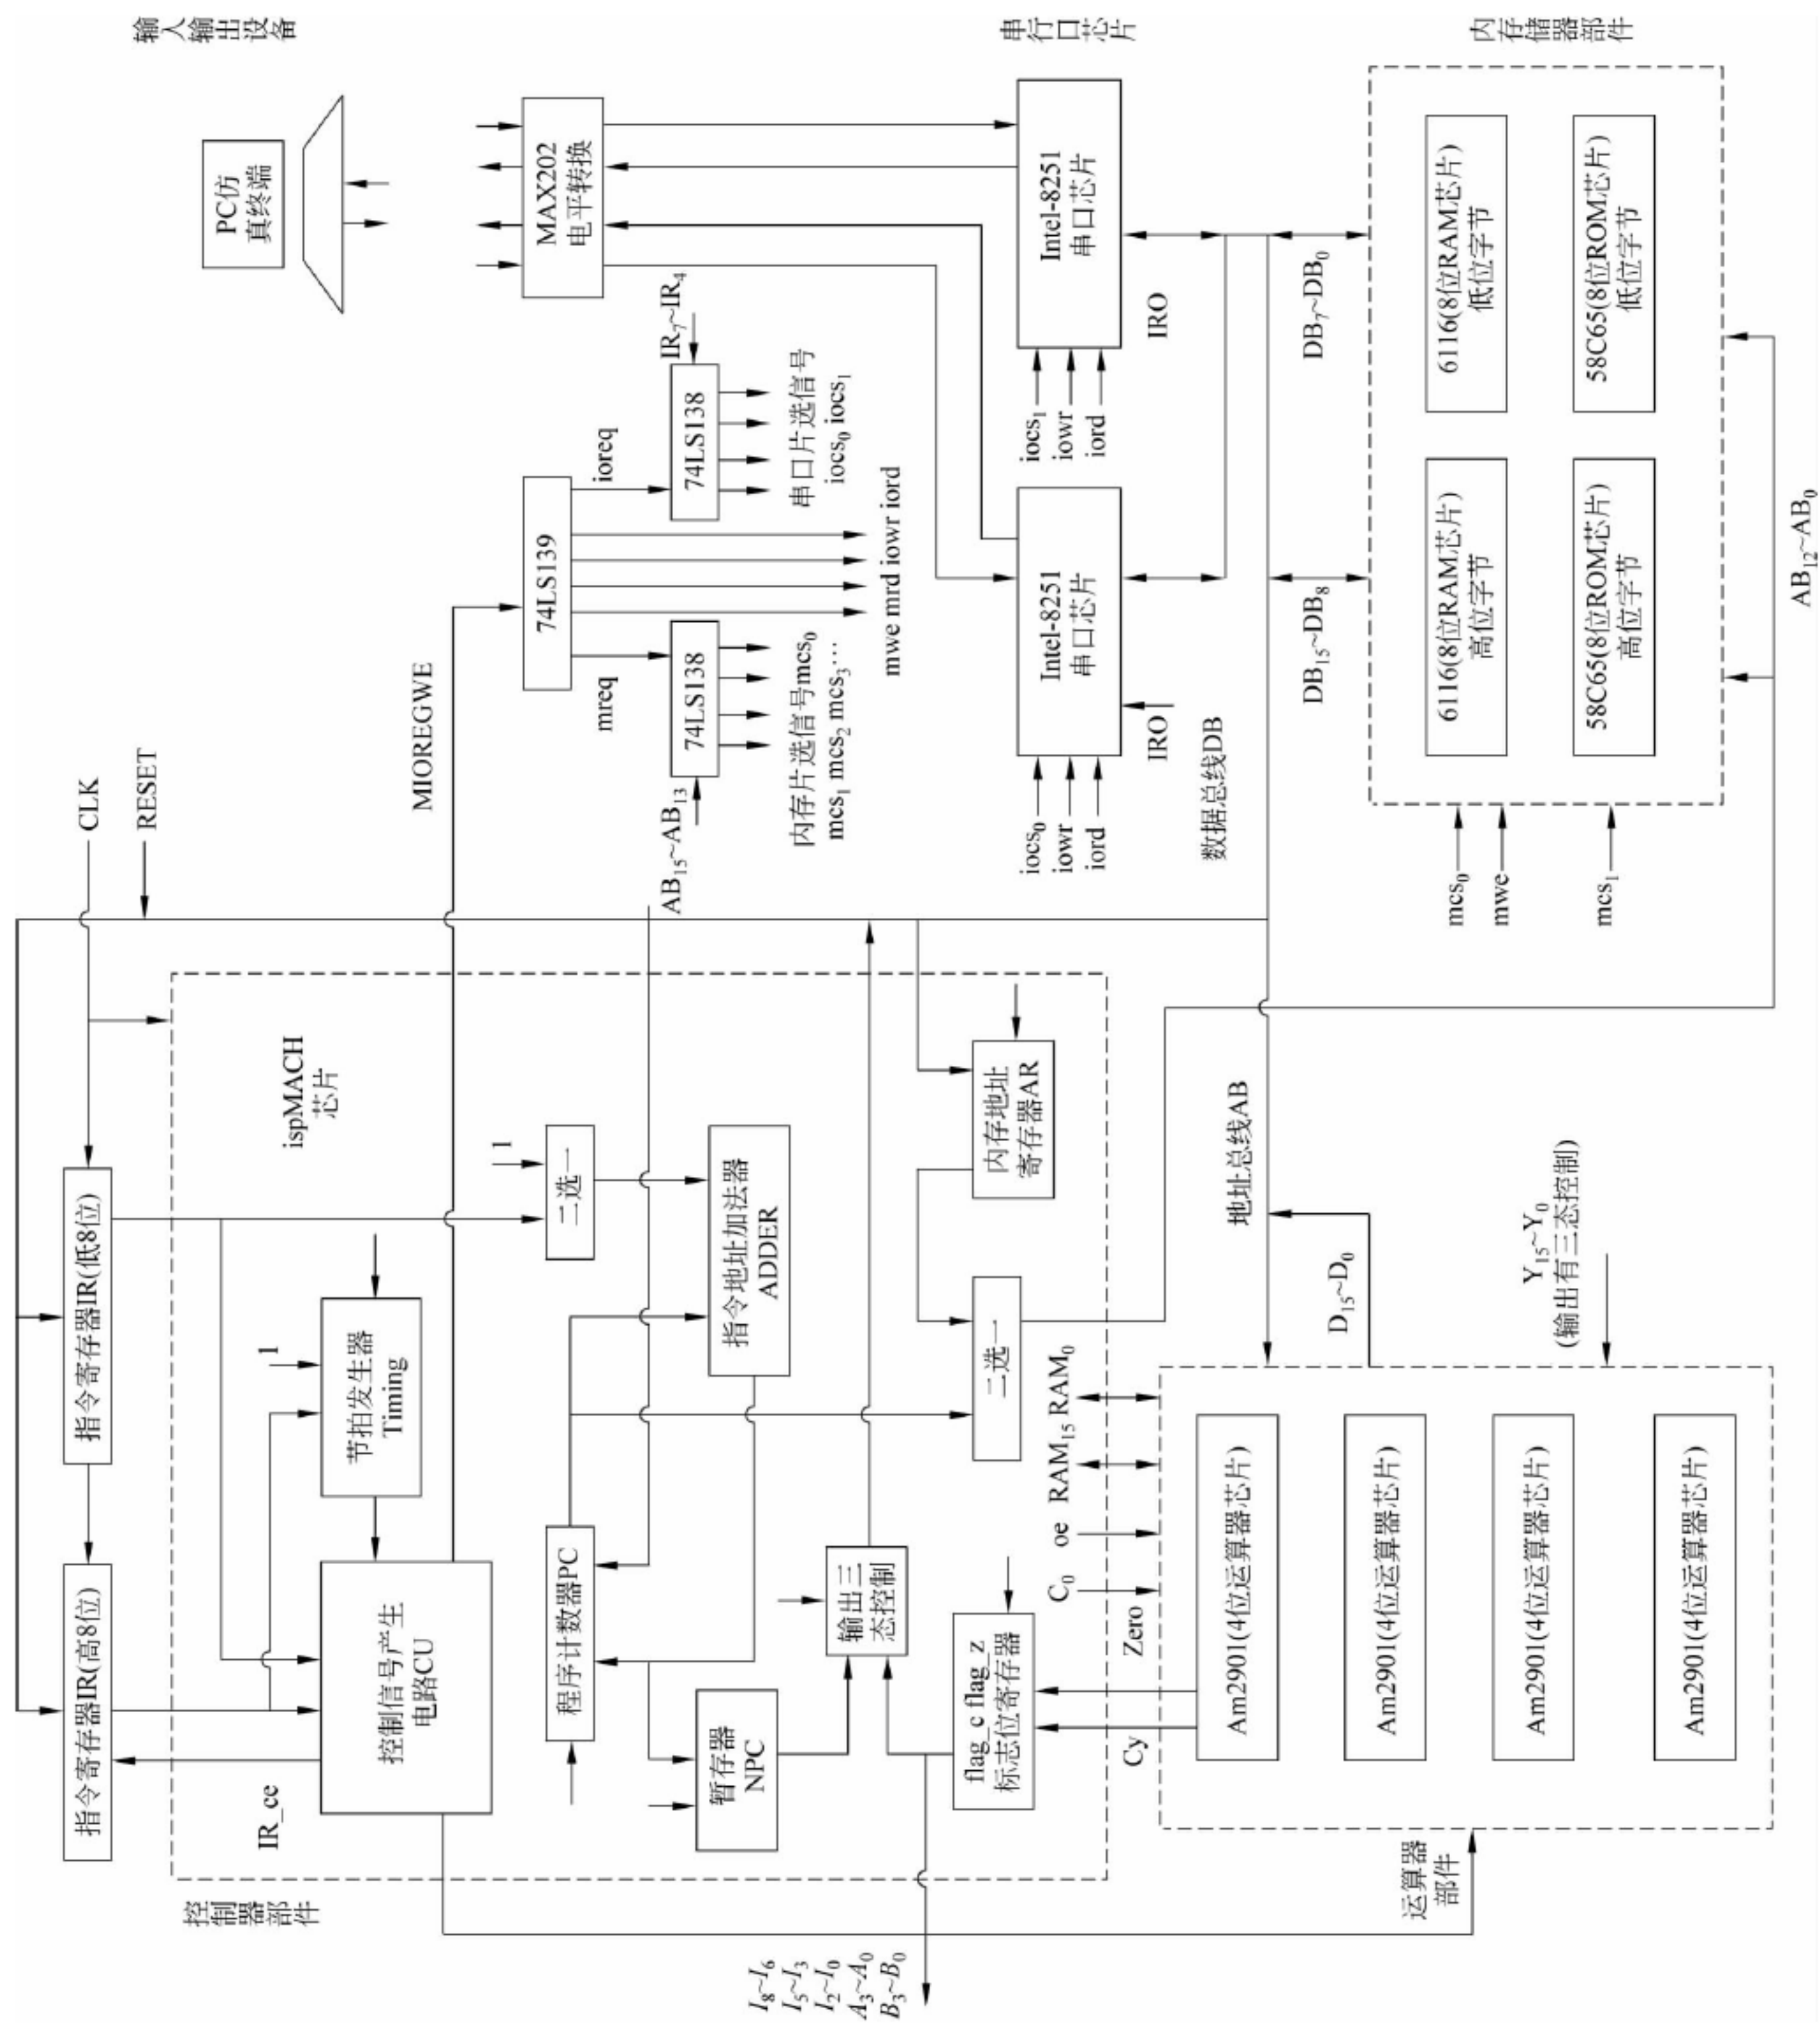 输入输出设备
PC仿
真终端
MAX202
电平转换
串行口芯片
Intel-8251
串口芯片
IRO
iocs₁
iowr
iord
Intel-8251
串口芯片
IRO
iocs₀
iowr
iord
内存储器部件
6116(8位RAM芯片)
低位字节
58C65(8位ROM芯片)
低位字节
6116(8位RAM芯片)
高位字节
58C65(8位ROM芯片)
高位字节
DB₇~DB₀
DB₁₅~DB₈
AB₁₂~AB₀
mcs₀
mwe
mcs₁
数据总线DB
IR₇~IR₄
74LS138
串口片选信号
iocs₀ iocs₁
ioreq
74LS139
mwe mrd iowr iord
mreq
74LS138
内存片选信号mcs₀
mcs₁ mcs₂ mcs₃…
AB₁₅~AB₁₃
MIOREGWE
CLK
RESET
ispMACH
芯片
指令寄存器IR(低8位)
指令寄存器IR(高8位)
1
节拍发生器
Timing
控制信号产生
电路CU
IR_ce
控制器部件
1
二选一
指令地址加法器
ADDER
程序计数器PC
暂存器
NPC
输出三
态控制
内存地址
寄存器AR
二选一
flag_c flag_z
标志位寄存器
地址总线AB
D₁₅~D₀
Y₁₅~Y₀
(输出有三态控制)
RAM₁₅ RAM₀
oe
C₀
Zero
Cy
Am2901(4位运算器芯片)
Am2901(4位运算器芯片)
Am2901(4位运算器芯片)
Am2901(4位运算器芯片)
运算器
部件
I₈~I₆
I₅~I₃
I₂~I₀
A₃~A₀
B₃~B₀